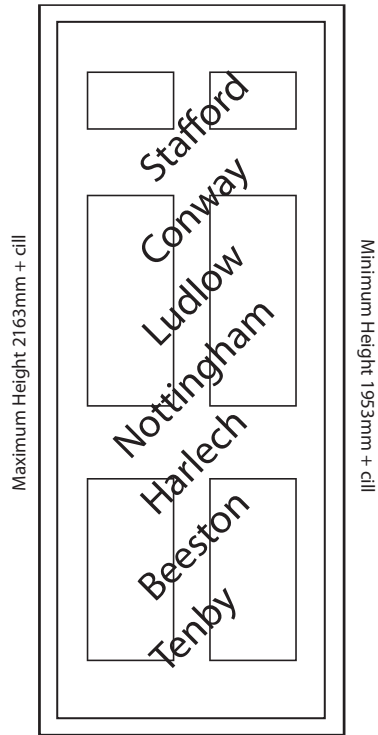 Stafford
Conway
Ludlow
Nottingham
Harlech
Beeston
Tenby
Maximum Height 2163mm + cill
Minimum Height 1953mm + cill